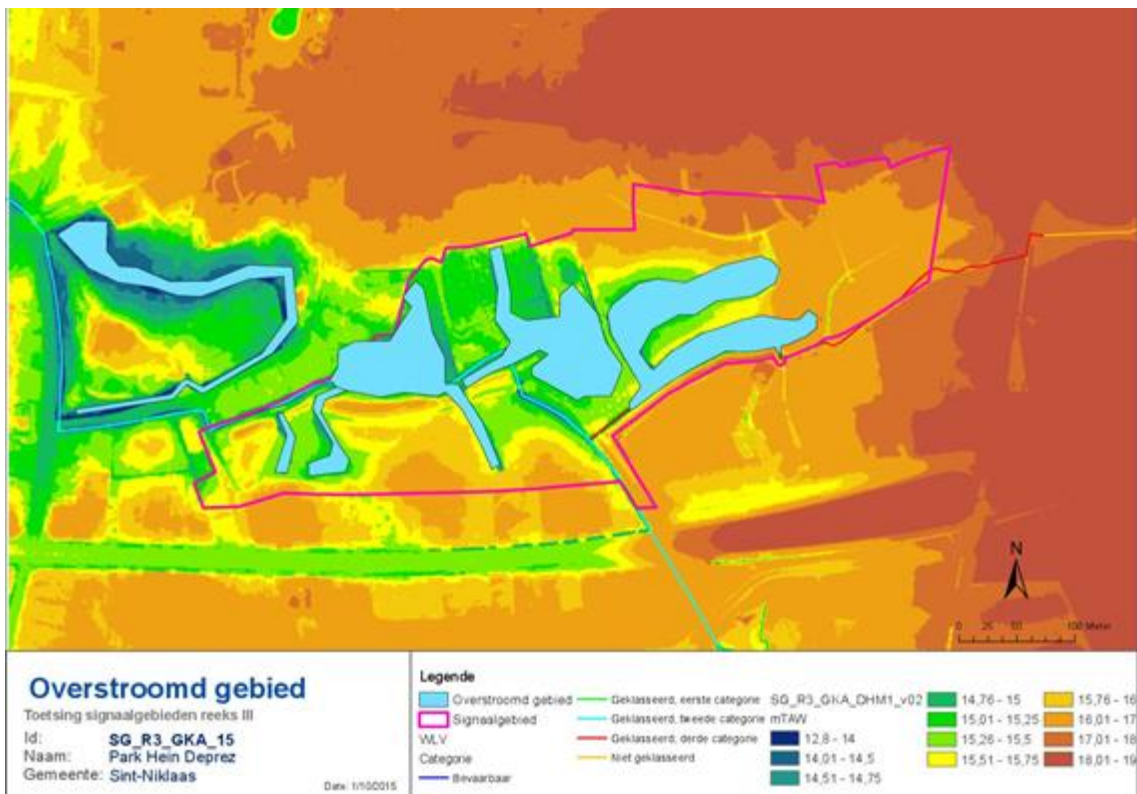 N
0 25 50 100 Meter
Overstroomd gebied
Toetsing signaalgebieden reeks III
Id: SG_R3_GKA_15
Naam: Park Hein Deprez
Gemeente: Sint-Niklaas
Date: 1/10/2015
Legende
Overstroomd gebied
Signaalgebied
WLV
Categorie
Bevaarbaar
Geklasseerd, eerste categorie
Geklasseerd, tweede categorie
Geklasseerd, derde categorie
Niet geklasseerd
SG_R3_GKA_DHM1_v02
mTAW
12,8 - 14
14,01 - 14,5
14,51 - 14,75
14,76 - 15
15,01 - 15,25
15,26 - 15,5
15,51 - 15,75
15,76 - 16
16,01 - 17
17,01 - 18
18,01 - 19